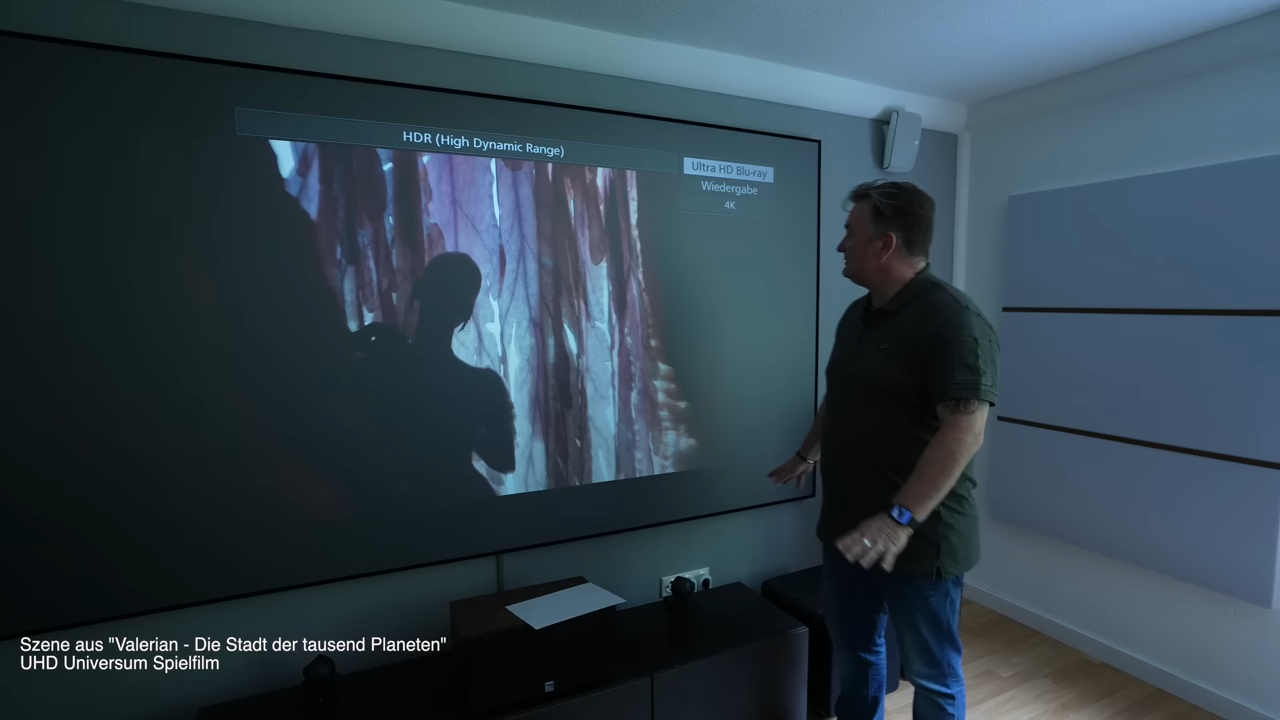 HDR (High Dynamic Range)
Ultra HD Blu-ray
Wiedergabe
4K
Szene aus "Valerian - Die Stadt der tausend Planeten"
UHD Universum Spielfilm